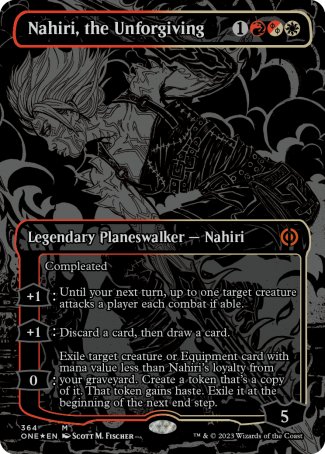 Nahiri, the Unforgiving 1
Legendary Planeswalker — Nahiri
Compleated
+1: Until your next turn, up to one target creature
attacks a player each combat if able.
+1: Discard a card, then draw a card.
Exile target creature or Equipment card with
mana value less than Nahiri's loyalty from
0: your graveyard. Create a token that's a copy
of it. That token gains haste. Exile it at the
beginning of the next end step.
5
364 M
ONE★EN Scott M. Fischer ™ & © 2023 Wizards of the Coast